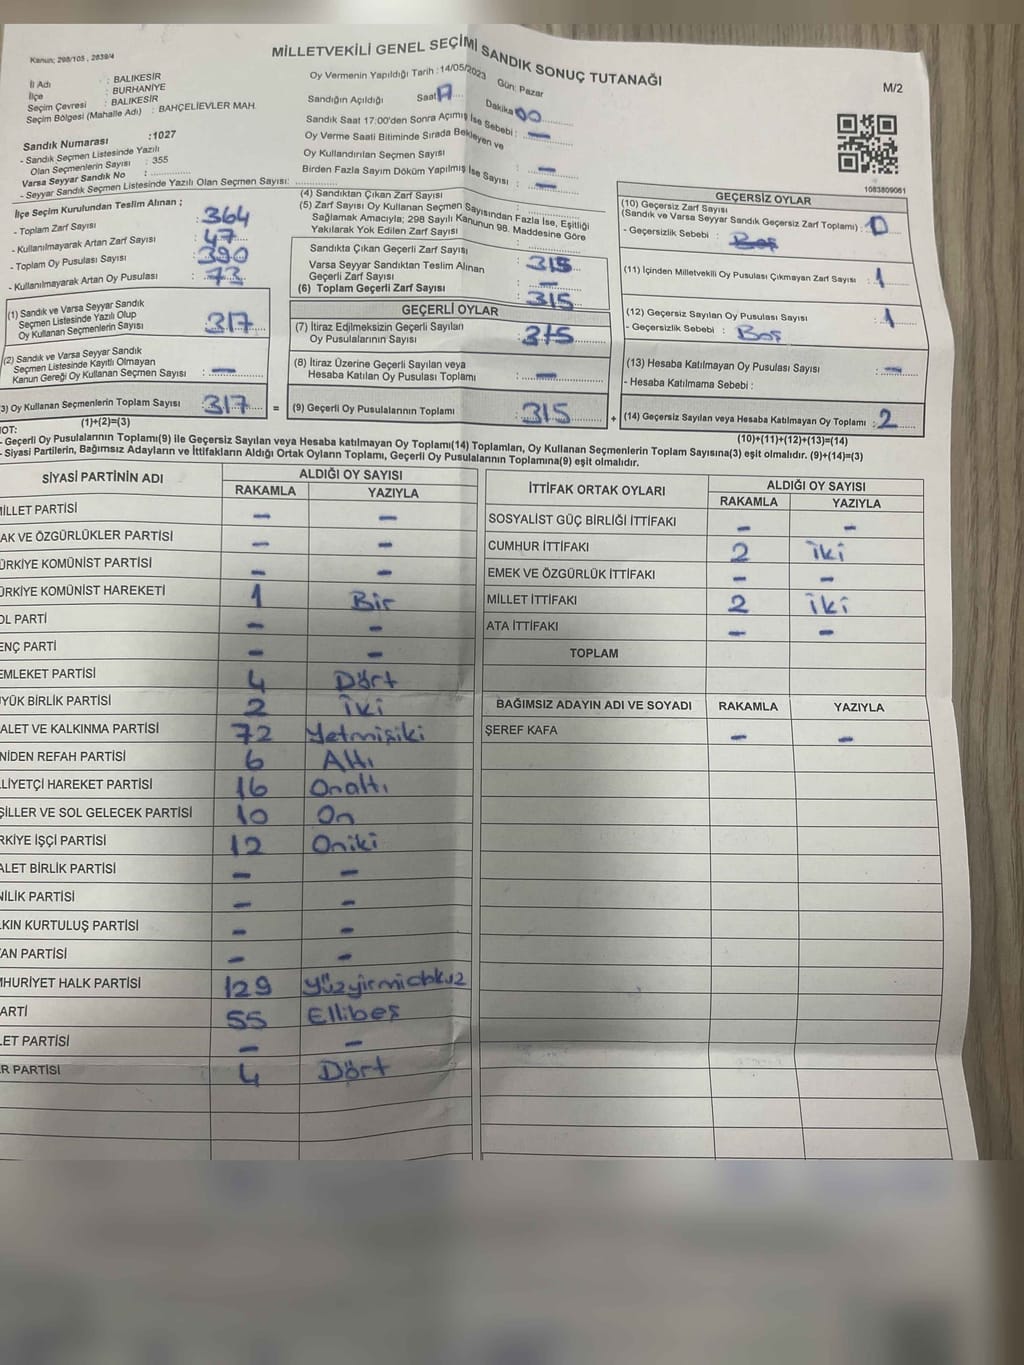 Kanun; 298/105 , 2839/4
MİLLETVEKİLİ GENEL SEÇİMİ SANDIK SONUÇ TUTANAĞI
M/2
İl Adı : BALIKESİR
İlçe : BURHANİYE
Seçim Çevresi : BALIKESİR
Seçim Bölgesi (Mahalle Adı) : BAHÇELİEVLER MAH.
Oy Vermenin Yapıldığı Tarih : 14/05/2023 Gün: Pazar
Sandığın Açıldığı Saat Dakika 00
Sandık Saat 17:00'den Sonra Açımış İse Sebebi : -
Oy Verme Saati Bitiminde Sırada Bekleyen ve
Oy Kullandırılan Seçmen Sayısı : -
Birden Fazla Sayım Döküm Yapılmış İse Sayısı : -
Sandık Numarası :1027
- Sandık Seçmen Listesinde Yazılı
Olan Seçmenlerin Sayısı : 355
Varsa Seyyar Sandık No :
- Seyyar Sandık Seçmen Listesinde Yazılı Olan Seçmen Sayısı:
1083809061
İlçe Seçim Kurulundan Teslim Alınan ;
- Toplam Zarf Sayısı : 364
- Kullanılmayarak Artan Zarf Sayısı : 47
- Toplam Oy Pusulası Sayısı : 390
- Kullanılmayarak Artan Oy Pusulası : 73
(1) Sandık ve Varsa Seyyar Sandık
Seçmen Listesinde Yazılı Olup
Oy Kullanan Seçmenlerin Sayısı : 317
(2) Sandık ve Varsa Seyyar Sandık
Seçmen Listesinde Kayıtlı Olmayan
Kanun Gereği Oy Kullanan Seçmen Sayısı : -
3) Oy Kullanan Seçmenlerin Toplam Sayısı : 317 =
(1)+(2)=(3)
(4) Sandıktan Çıkan Zarf Sayısı :
(5) Zarf Sayısı Oy Kullanan Seçmen Sayısından Fazla İse, Eşitliği
Sağlamak Amacıyla; 298 Sayılı Kanunun 98. Maddesine Göre
Yakılarak Yok Edilen Zarf Sayısı :
Sandıkta Çıkan Geçerli Zarf Sayısı : 315
Varsa Seyyar Sandıktan Teslim Alınan
Geçerli Zarf Sayısı : -
(6) Toplam Geçerli Zarf Sayısı : 315
GEÇERLİ OYLAR
(7) İtiraz Edilmeksizin Geçerli Sayılan
Oy Pusulalarının Sayısı : 315
(8) İtiraz Üzerine Geçerli Sayılan veya
Hesaba Katılan Oy Pusulası Toplamı : -
(9) Geçerli Oy Pusulalarının Toplamı : 315 +
GEÇERSİZ OYLAR
(10) Geçersiz Zarf Sayısı
(Sandık ve Varsa Seyyar Sandık Geçersiz Zarf Toplamı) : 0
- Geçersizlik Sebebi : Boş
(11) İçinden Milletvekili Oy Pusulası Çıkmayan Zarf Sayısı : 1
(12) Geçersiz Sayılan Oy Pusulası Sayısı : 1
- Geçersizlik Sebebi : Boş
(13) Hesaba Katılmayan Oy Pusulası Sayısı : -
- Hesaba Katılmama Sebebi :
(14) Geçersiz Sayılan veya Hesaba Katılmayan Oy Toplamı : 2
(10)+(11)+(12)+(13)=(14)
OT:
- Geçerli Oy Pusulalarının Toplamı(9) ile Geçersiz Sayılan veya Hesaba katılmayan Oy Toplamı(14) Toplamları, Oy Kullanan Seçmenlerin Toplam Sayısına(3) eşit olmalıdır. (9)+(14)=(3)
- Siyasi Partilerin, Bağımsız Adayların ve İttifakların Aldığı Ortak Oyların Toplamı, Geçerli Oy Pusulalarının Toplamına(9) eşit olmalıdır.
SİYASİ PARTİNİN ADI ALDIĞI OY SAYISI
RAKAMLA YAZIYLA
İLLET PARTİSİ - -
AK VE ÖZGÜRLÜKLER PARTİSİ - -
ÜRKİYE KOMÜNİST PARTİSİ - -
ÜRKİYE KOMÜNİST HAREKETİ 1 Bir
OL PARTİ - -
ENÇ PARTİ - -
EMLEKET PARTİSİ 4 Dört
YÜK BİRLİK PARTİSİ 2 İki
ALET VE KALKINMA PARTİSİ 72 Yetmişiki
NİDEN REFAH PARTİSİ 6 Altı
LİYETÇİ HAREKET PARTİSİ 16 Onaltı
ŞİLLER VE SOL GELECEK PARTİSİ 10 On
RKİYE İŞÇİ PARTİSİ 12 Oniki
ALET BİRLİK PARTİSİ - -
NİLİK PARTİSİ - -
LKIN KURTULUŞ PARTİSİ - -
AN PARTİSİ - -
MHURİYET HALK PARTİSİ 129 Yüzyirmidokuz
ARTİ 55 Ellibeş
LET PARTİSİ - -
R PARTİSİ 4 Dört
İTTİFAK ORTAK OYLARI ALDIĞI OY SAYISI
RAKAMLA YAZIYLA
SOSYALİST GÜÇ BİRLİĞİ İTTİFAKI - -
CUMHUR İTTİFAKI 2 İki
EMEK VE ÖZGÜRLÜK İTTİFAKI - -
MİLLET İTTİFAKI 2 İki
ATA İTTİFAKI - -
TOPLAM
BAĞIMSIZ ADAYIN ADI VE SOYADI RAKAMLA YAZIYLA
ŞEREF KAFA - -